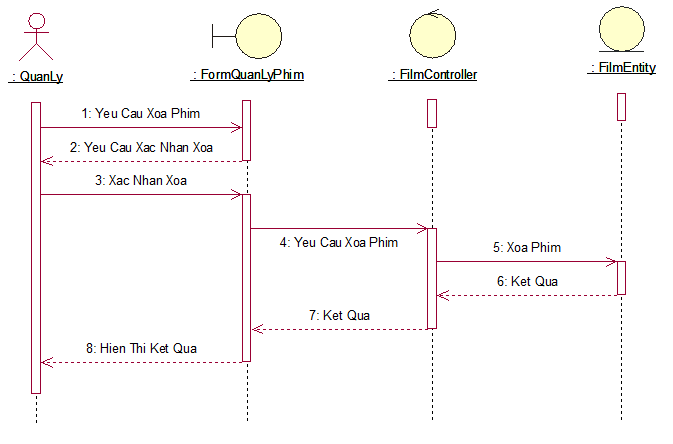 : QuanLy
: FormQuanLyPhim
: FilmController
: FilmEntity
1: Yeu Cau Xoa Phim
2: Yeu Cau Xac Nhan Xoa
3: Xac Nhan Xoa
4: Yeu Cau Xoa Phim
5: Xoa Phim
6: Ket Qua
7: Ket Qua
8: Hien Thi Ket Qua